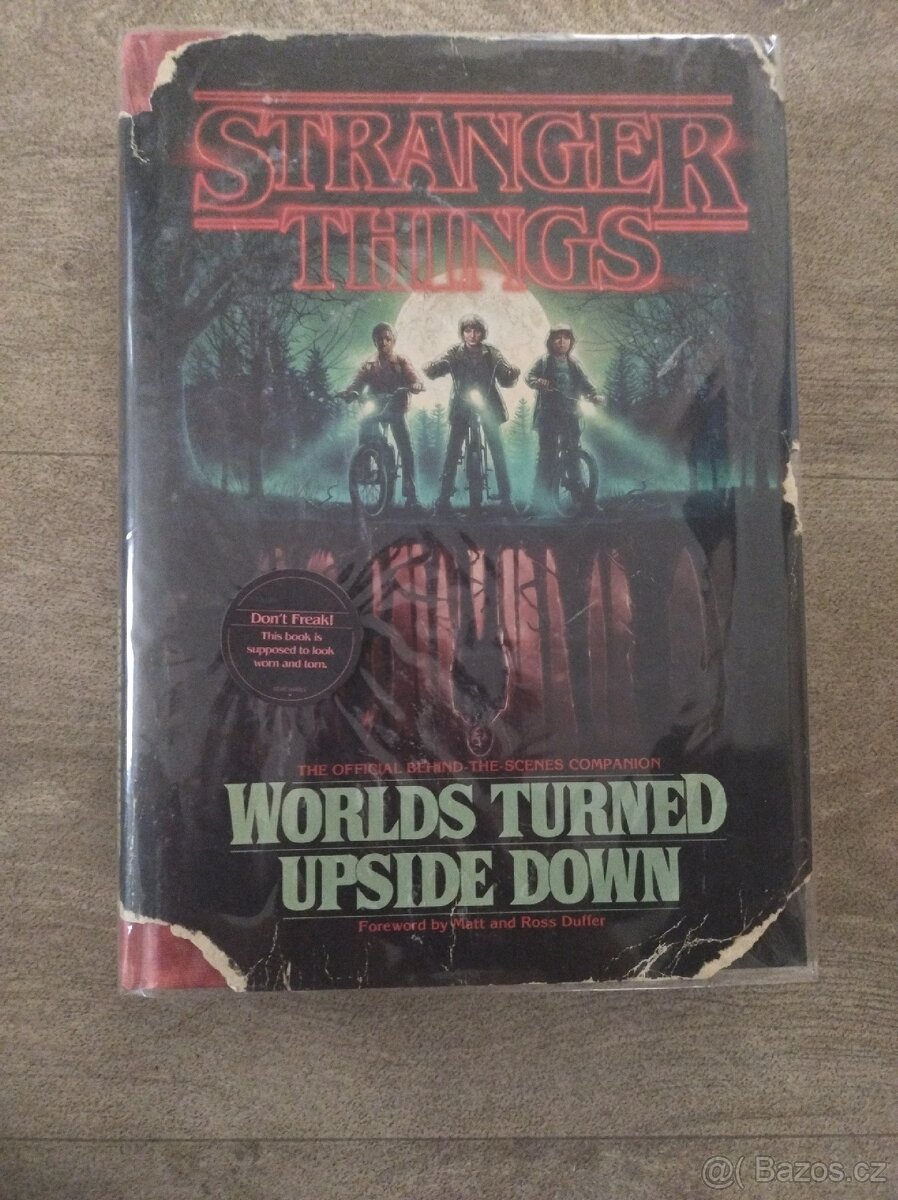 STRANGER
THINGS
Don't Freak!
This book is
supposed to look
worn and torn.
THE OFFICIAL BEHIND-THE-SCENES COMPANION
WORLDS TURNED
UPSIDE DOWN
Foreword by Matt and Ross Duffer
@( Bazos.cz